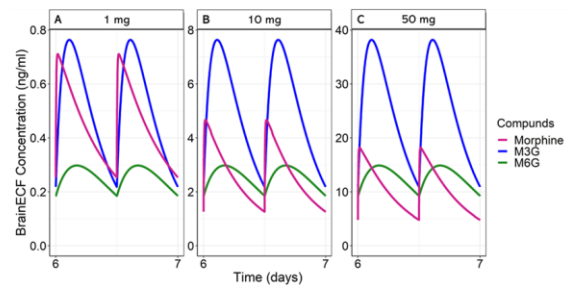 A 1 mg
B 10 mg
C 50 mg
BrainECF Concentration (ng/ml)
0.8
0.6
0.4
0.2
0.0
8
6
4
2
0
40
30
20
10
0
6 7
6 7
6 7
Time (days)
Compunds
Morphine
M3G
M6G